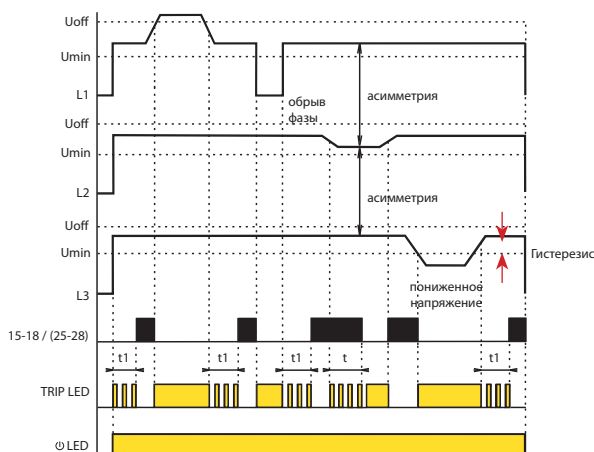 Uoff
Umin
L1
обрыв
фазы
асимметрия
Uoff
Umin
L2
асимметрия
Uoff
Umin
Гистерезис
L3
пониженное
напряжение
15-18 / (25-28)
t1
t1
t1
t
t1
TRIP LED
⏻ LED